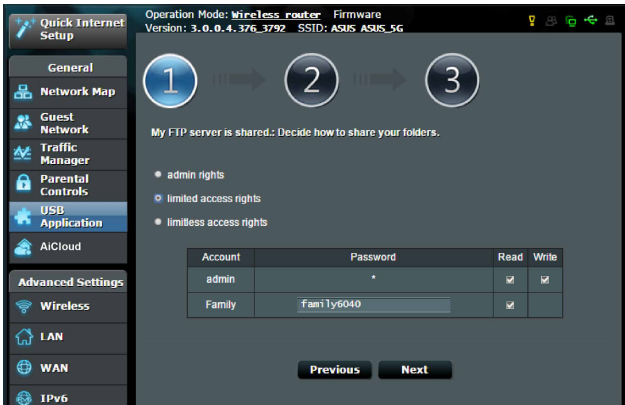 Quick Internet
Setup
General
Network Map
Guest
Network
Traffic
Manager
Parental
Controls
USB
Application
AiCloud
Advanced Settings
Wireless
LAN
WAN
IPv6
Operation Mode: Wireless router Firmware
Version: 3.0.0.4.376_3792 SSID: ASUS ASUS_5G
1 2 3
My FTP server is shared.: Decide how to share your folders.
admin rights
limited access rights
limitless access rights
Account Password Read Write
admin *
Family family6040
Previous Next